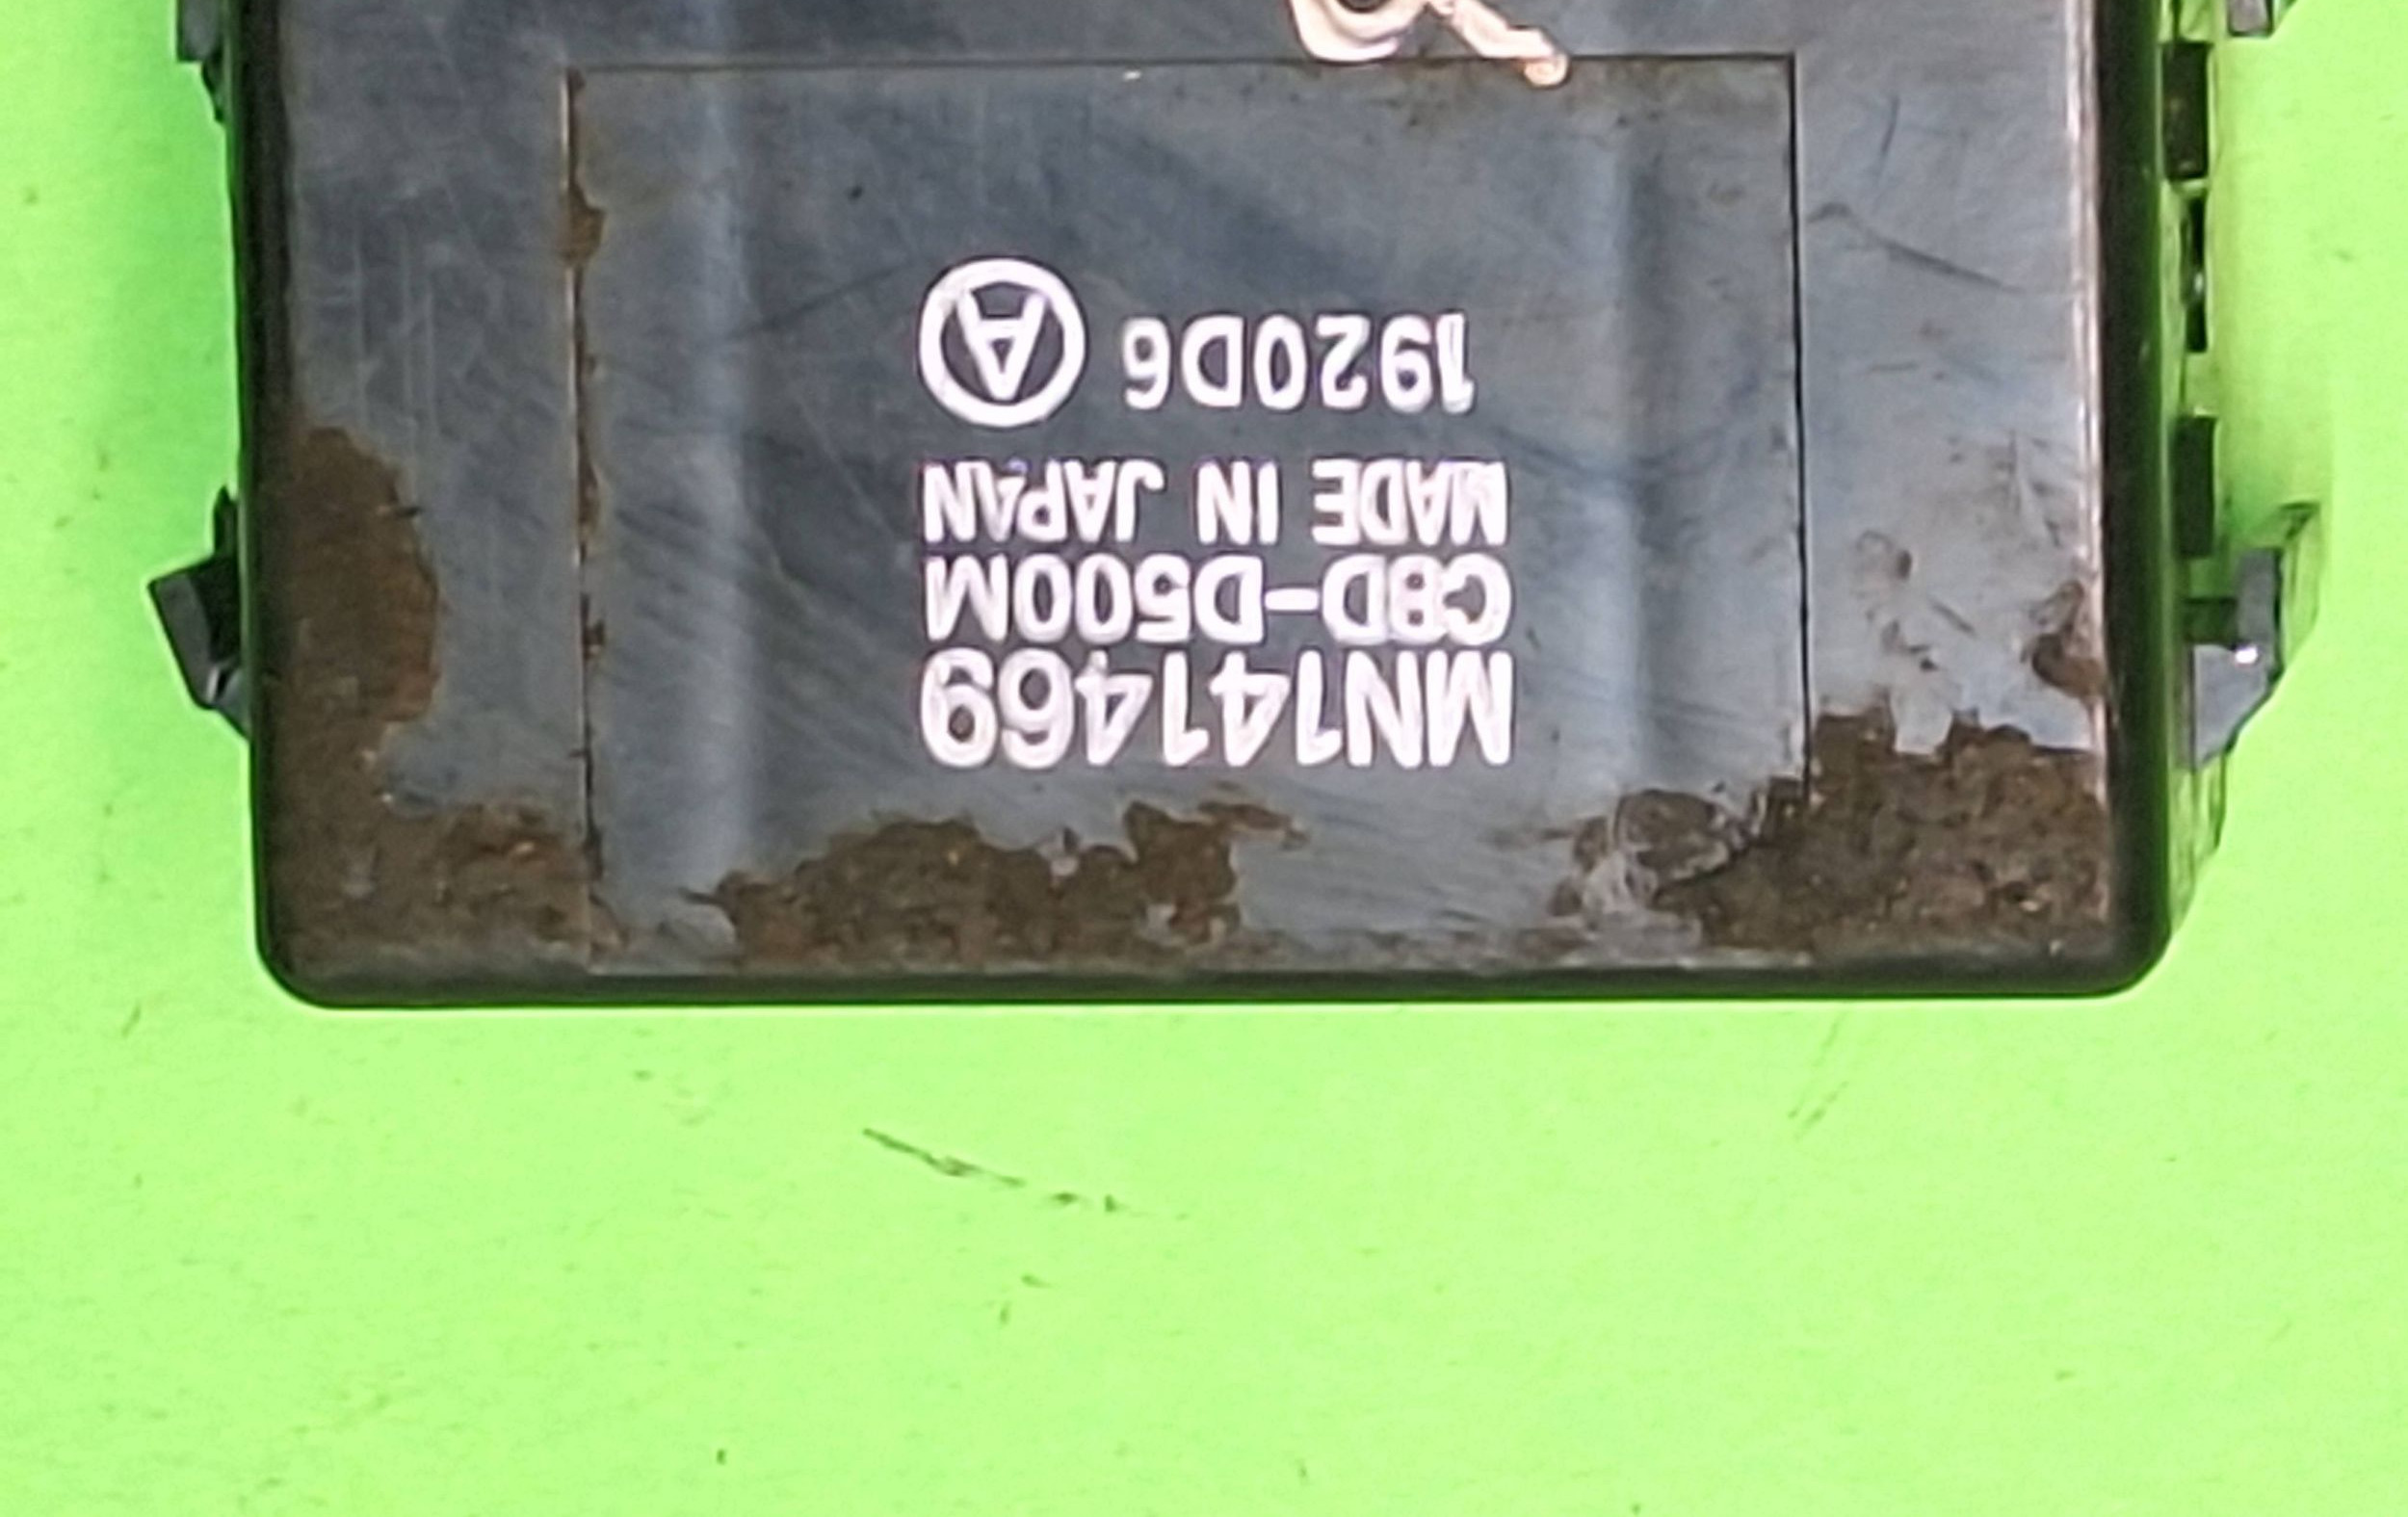 MN141469
C8D-D500M
MADE IN JAPAN
1920D6 A